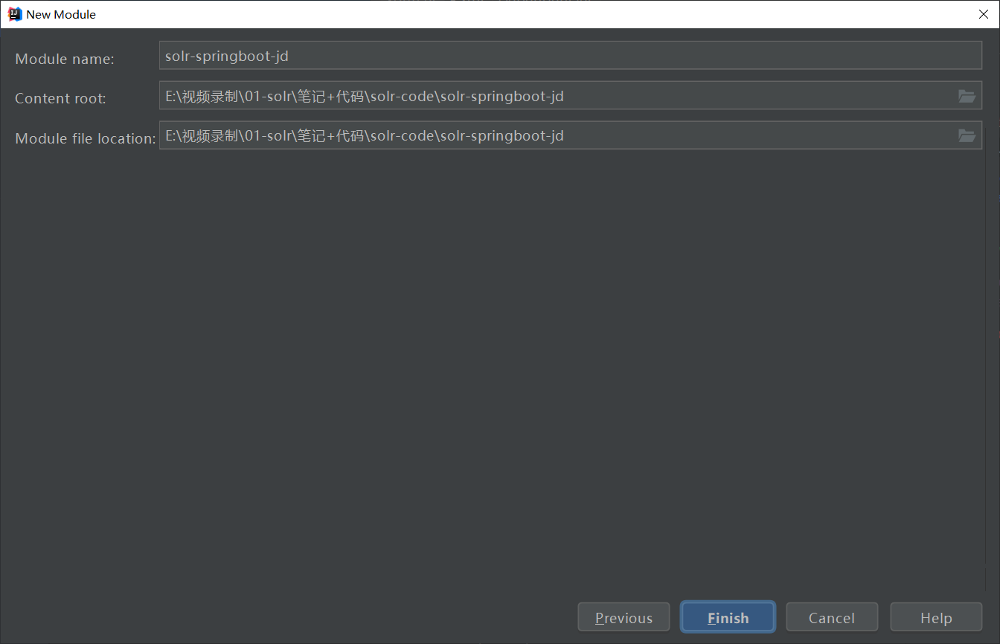 New Module
Module name: solr-springboot-jd
Content root: E:\视频录制\01-solr\笔记+代码\solr-code\solr-springboot-jd
Module file location: E:\视频录制\01-solr\笔记+代码\solr-code\solr-springboot-jd
Previous Finish Cancel Help